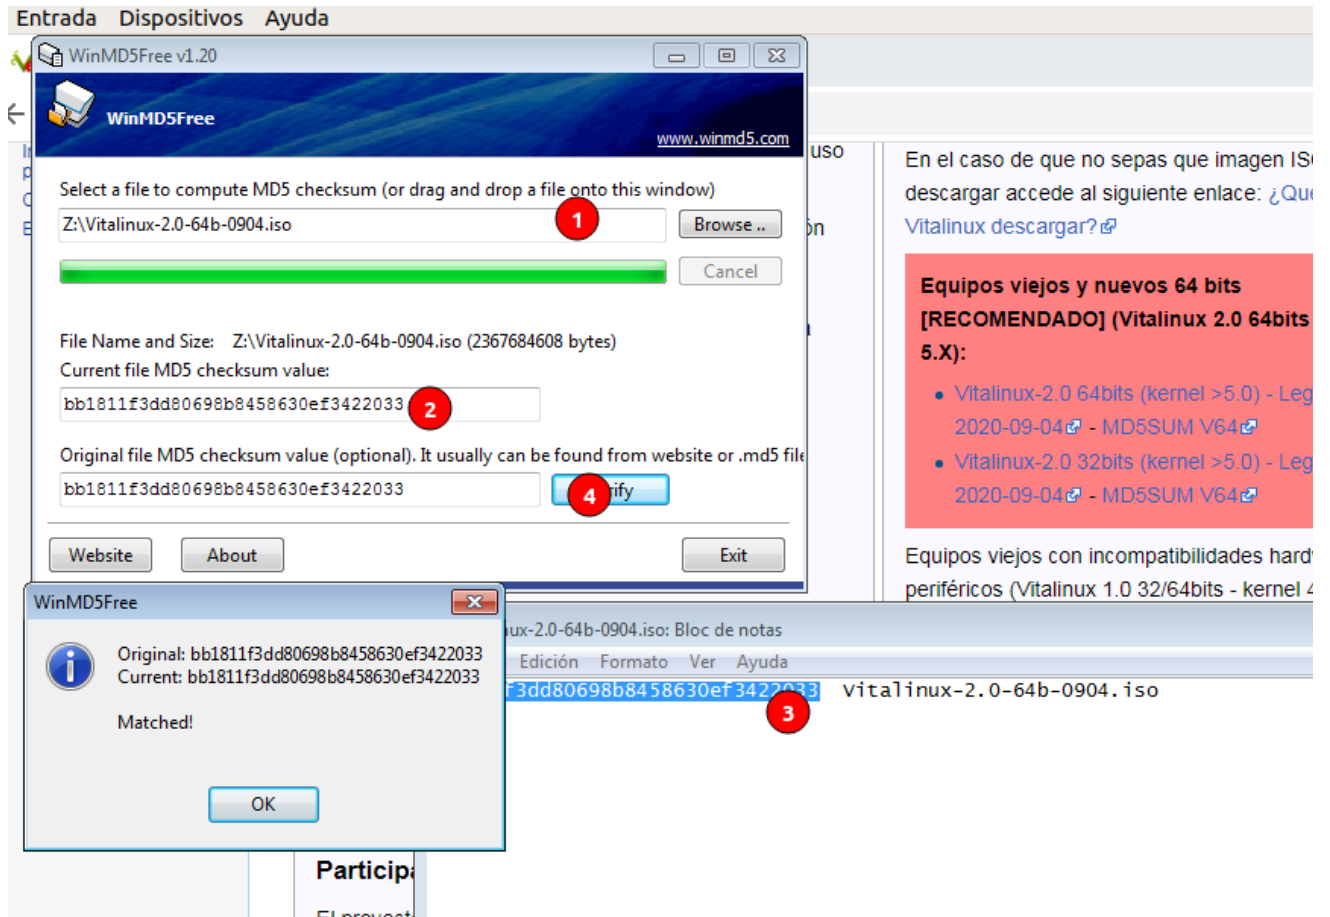 Entrada Dispositivos Ayuda
WinMD5Free v1.20
WinMD5Free
www.winmd5.com
Select a file to compute MD5 checksum (or drag and drop a file onto this window)
Z:\Vitalinux-2.0-64b-0904.iso
1
Browse ..
Cancel
File Name and Size: Z:\Vitalinux-2.0-64b-0904.iso (2367684608 bytes)
Current file MD5 checksum value:
bb1811f3dd80698b8458630ef3422033
2
Original file MD5 checksum value (optional). It usually can be found from website or .md5 file
bb1811f3dd80698b8458630ef3422033
4
rify
Website
About
Exit
uso
ón
En el caso de que no sepas que imagen IS
descargar accede al siguiente enlace: ¿Qu
Vitalinux descargar?
Equipos viejos y nuevos 64 bits
[RECOMENDADO] (Vitalinux 2.0 64bits
5.X):
Vitalinux-2.0 64bits (kernel >5.0) - Leg
2020-09-04 - MD5SUM V64
Vitalinux-2.0 32bits (kernel >5.0) - Leg
2020-09-04 - MD5SUM V64
Equipos viejos con incompatibilidades hard
periféricos (Vitalinux 1.0 32/64bits - kernel 4
WinMD5Free
Original: bb1811f3dd80698b8458630ef3422033
Current: bb1811f3dd80698b8458630ef3422033
Matched!
OK
ux-2.0-64b-0904.iso: Bloc de notas
Edición Formato Ver Ayuda
f3dd80698b8458630ef3422033 Vitalinux-2.0-64b-0904.iso
3
Particip